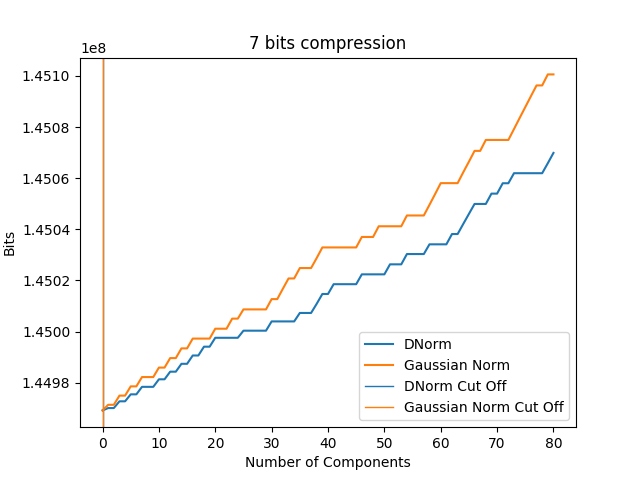 7 bits compression
1e8
1.4510
1.4508
1.4506
1.4504
1.4502
1.4500
1.4498
Bits
DNorm
Gaussian Norm
DNorm Cut Off
Gaussian Norm Cut Off
0 10 20 30 40 50 60 70 80
Number of Components